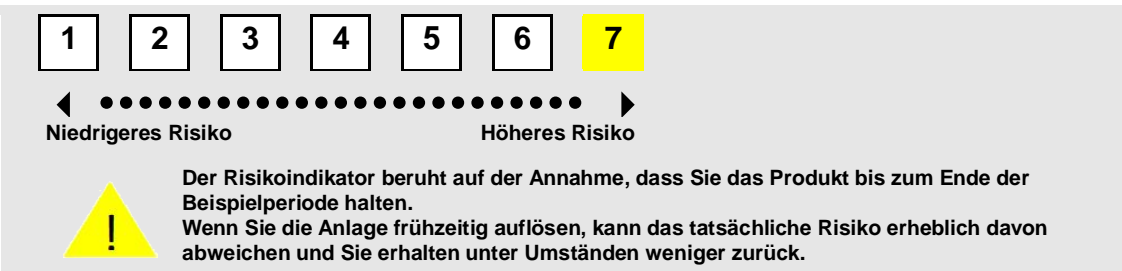 1 2 3 4 5 6 7
Niedrigeres Risiko Höheres Risiko
!
Der Risikoindikator beruht auf der Annahme, dass Sie das Produkt bis zum Ende der
Beispielperiode halten.
Wenn Sie die Anlage frühzeitig auflösen, kann das tatsächliche Risiko erheblich davon
abweichen und Sie erhalten unter Umständen weniger zurück.